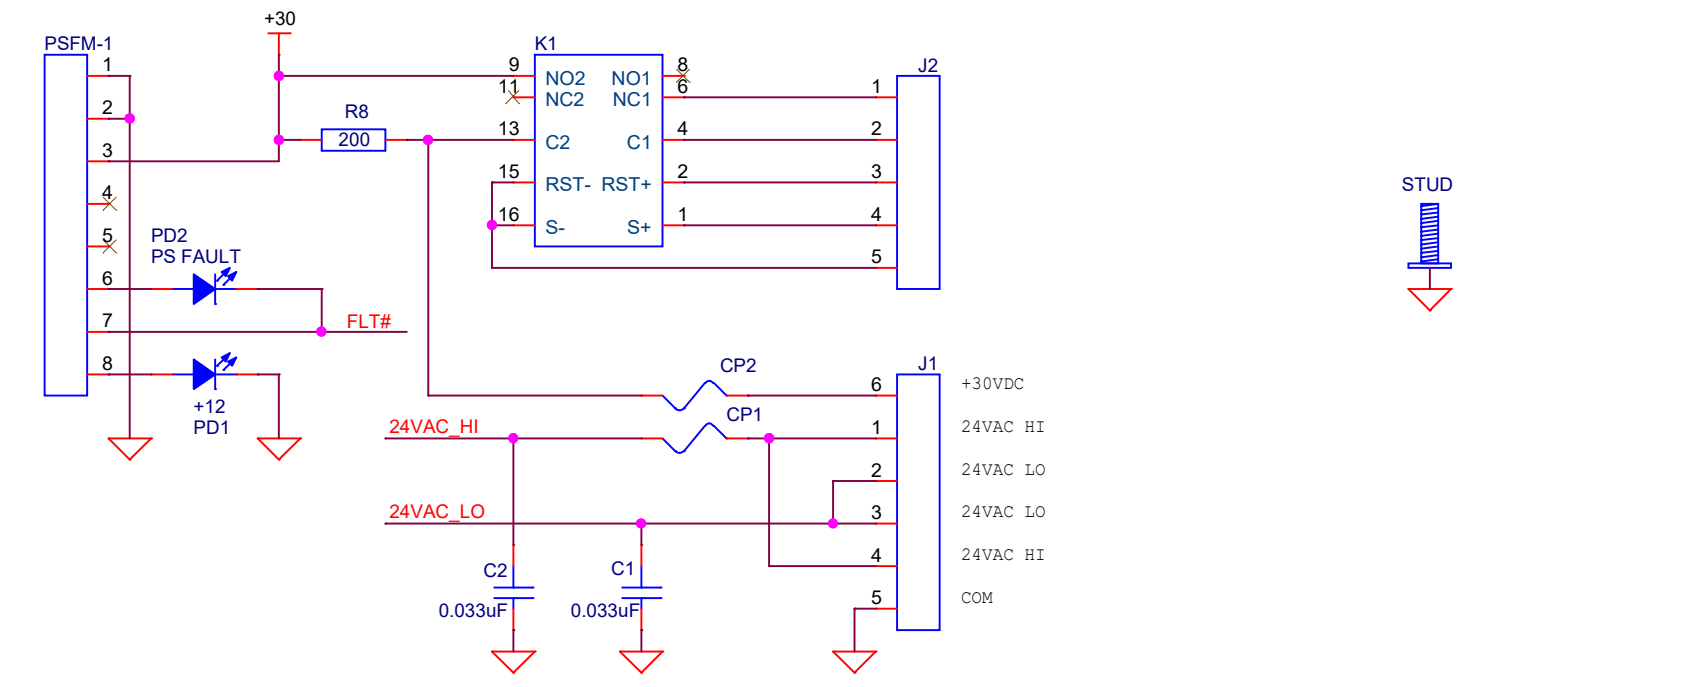 +30
PSFM-1
1
2
3
4
5
6
7
8
PD2
PS FAULT
FLT#
+12
PD1
R8
200
K1
9
11
13
15
16
NO2
NC2
C2
RST-
S-
NO1
NC1
C1
RST+
S+
8
6
4
2
1
J2
1
2
3
4
5
STUD
CP2
CP1
24VAC_HI
24VAC_LO
C2
0.033uF
C1
0.033uF
J1
6 +30VDC
1 24VAC HI
2 24VAC LO
3 24VAC LO
4 24VAC HI
5 COM